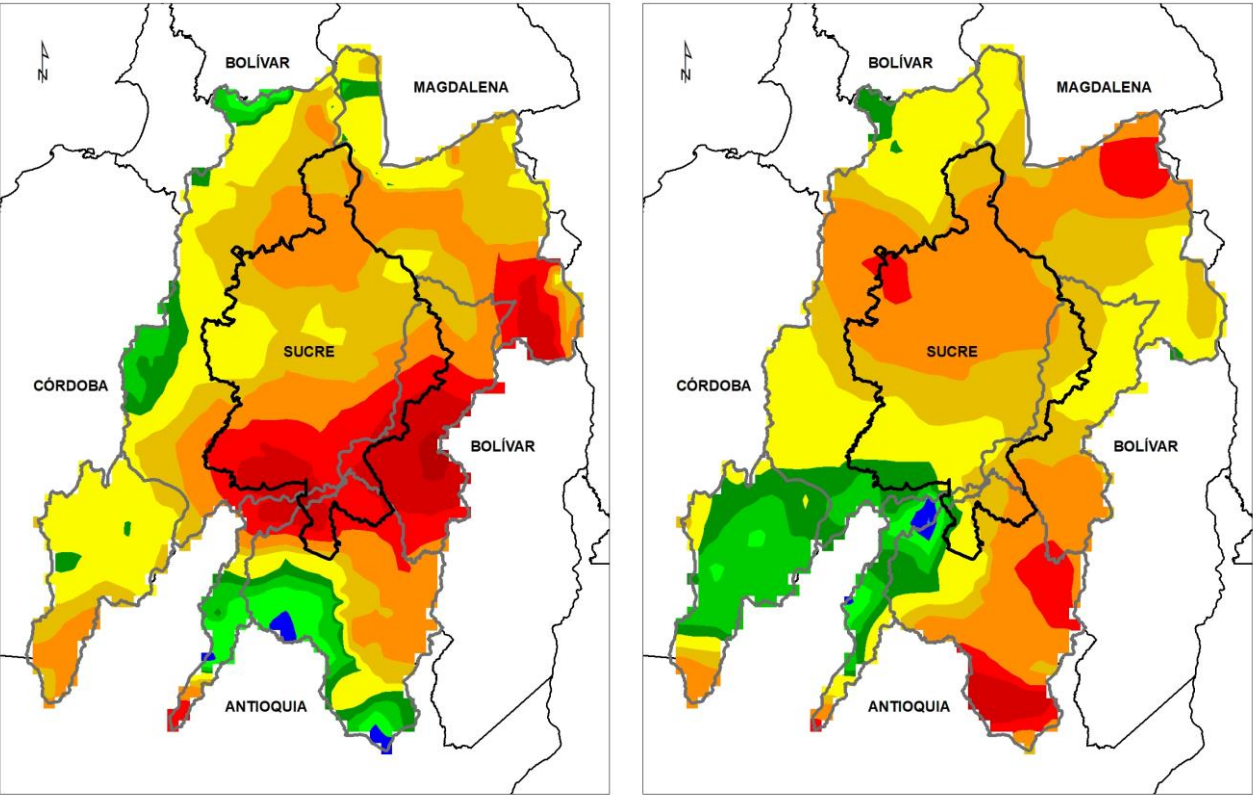 BOLÍVAR
MAGDALENA
N
SUCRE
CÓRDOBA
BOLÍVAR
ANTIOQUIA
BOLÍVAR
MAGDALENA
N
SUCRE
CÓRDOBA
BOLÍVAR
ANTIOQUIA